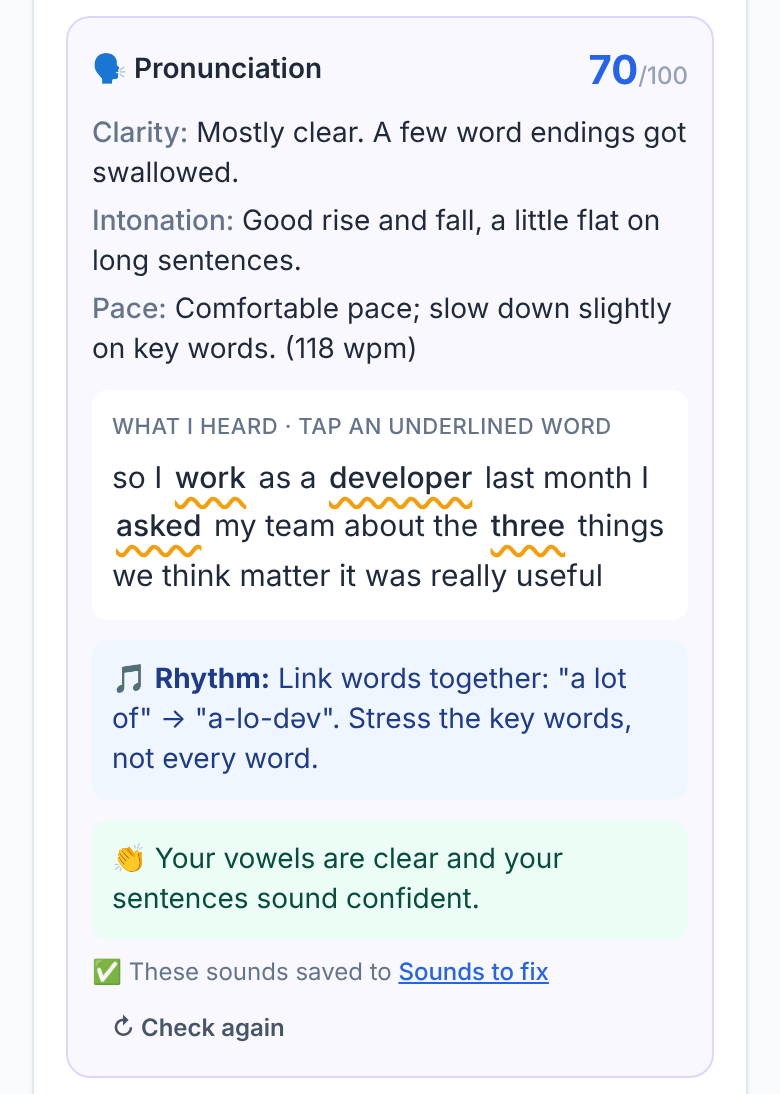 🗣️ Pronunciation 70/100
Clarity: Mostly clear. A few word endings got
swallowed.
Intonation: Good rise and fall, a little flat on
long sentences.
Pace: Comfortable pace; slow down slightly
on key words. (118 wpm)
WHAT I HEARD · TAP AN UNDERLINED WORD
so I work as a developer last month I
asked my team about the three things
we think matter it was really useful
🎵 Rhythm: Link words together: "a lot
of" → "a-lo-dəv". Stress the key words,
not every word.
👏 Your vowels are clear and your
sentences sound confident.
✅ These sounds saved to Sounds to fix
↻ Check again